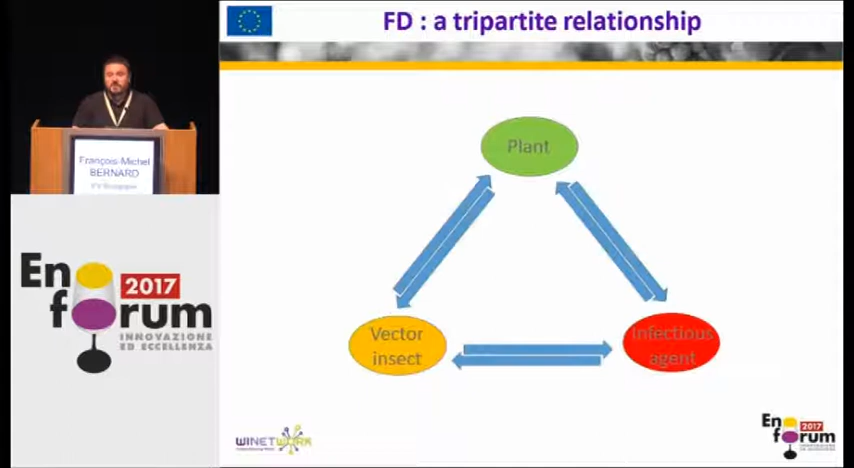 FD : a tripartite relationship
François-Michel
BERNARD
Plant
Vector
insect
Infectious
agent
En
2017
forum
INNOVAZIONE
ED ECCELLENZA
WINETWORK
En
2017
forum